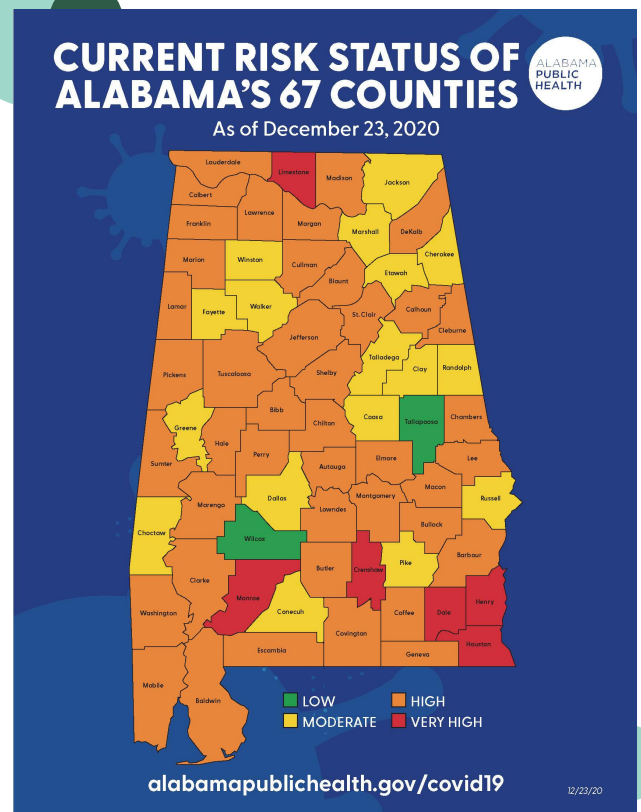 CURRENT RISK STATUS OF
ALABAMA'S 67 COUNTIES
ALABAMA
PUBLIC
HEALTH
As of December 23, 2020
Lauderdale
Limestone
Madison
Jackson
Colbert
Lawrence
Franklin
Morgan
Marshall
DeKalb
Cherokee
Marion
Winston
Cullman
Etowah
Blount
Lamar
Fayette
Walker
St. Clair
Calhoun
Cleburne
Jefferson
Talladega
Clay
Randolph
Pickens
Tuscaloosa
Shelby
Bibb
Chilton
Coosa
Tallapoosa
Chambers
Greene
Hale
Perry
Autauga
Elmore
Lee
Sumter
Macon
Russell
Marengo
Dallas
Lowndes
Montgomery
Bullock
Choctaw
Wilcox
Butler
Crenshaw
Pike
Barbour
Clarke
Monroe
Conecuh
Coffee
Dale
Henry
Washington
Covington
Houston
Escambia
Geneva
Mobile
Baldwin
LOW
HIGH
MODERATE
VERY HIGH
alabamapublichealth.gov/covid19
12/23/20